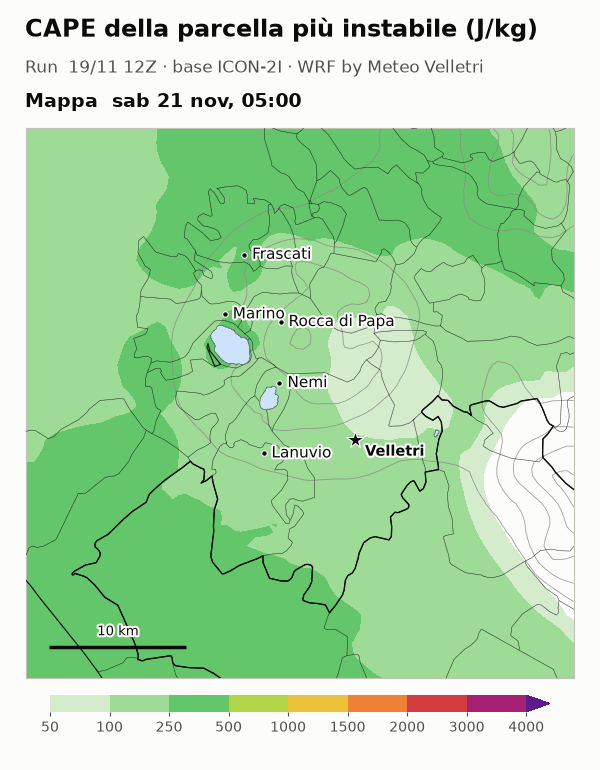 CAPE della parcella più instabile (J/kg)
Run  19/11 12Z · base ICON-2I · WRF by Meteo Velletri
Mappa  sab 21 nov, 05:00
Frascati
Marino
Rocca di Papa
Nemi
Velletri
Lanuvio
10 km
50 100 250 500 1000 1500 2000 3000 4000